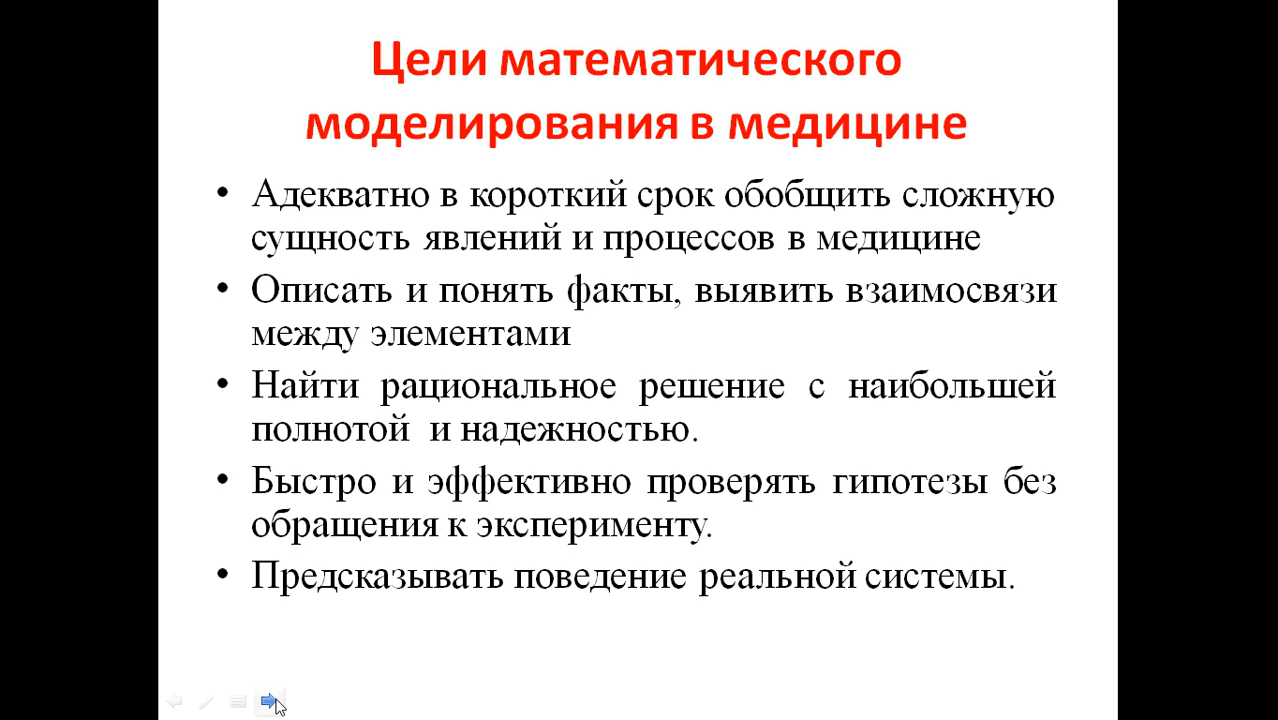 Цели математического
моделирования в медицине
• Адекватно в короткий срок обобщить сложную
сущность явлений и процессов в медицине
• Описать и понять факты, выявить взаимосвязи
между элементами
• Найти рациональное решение с наибольшей
полнотой и надежностью.
• Быстро и эффективно проверять гипотезы без
обращения к эксперименту.
• Предсказывать поведение реальной системы.